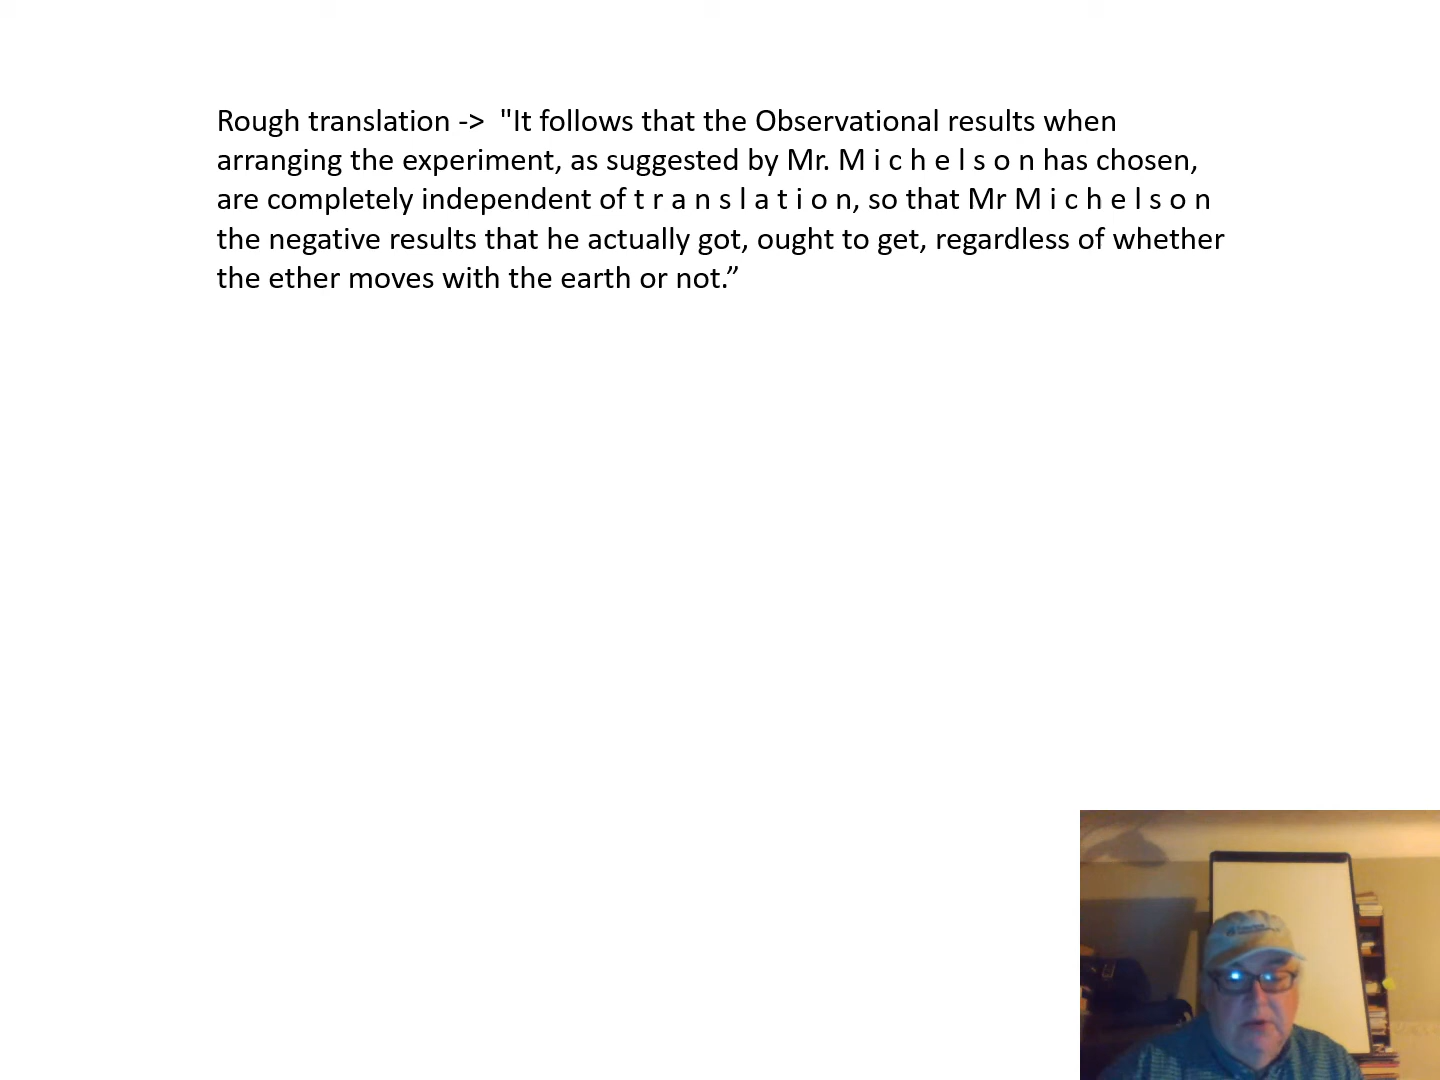 Rough translation ->  "It follows that the Observational results when
arranging the experiment, as suggested by Mr. M i c h e l s o n has chosen,
are completely independent of t r a n s l a t i o n, so that Mr M i c h e l s o n
the negative results that he actually got, ought to get, regardless of whether
the ether moves with the earth or not.”